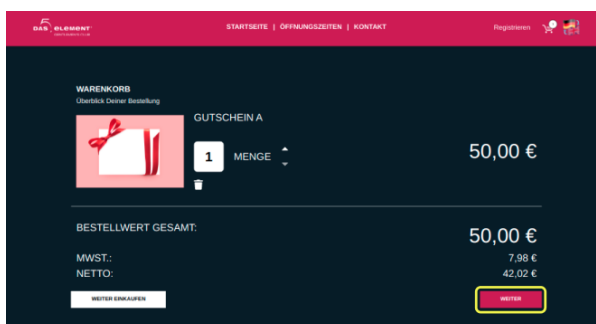 DAS 5 ELEMENT
STARTSEITE | ÖFFNUNGSZEITEN | KONTAKT
Registrieren
WARENKORB
Überblick Deiner Bestellung
GUTSCHEIN A
1 MENGE
50,00 €
BESTELLWERT GESAMT:
50,00 €
MWST.:
7,98 €
NETTO:
42,02 €
WEITER EINKAUFEN
WEITER